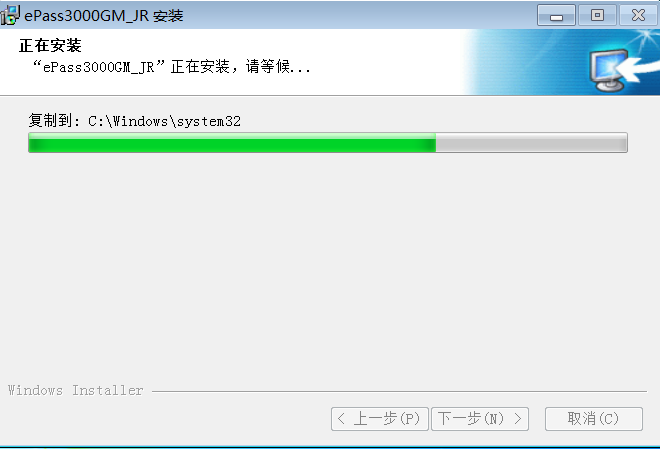 ePass3000GM_JR 安装
正在安装
“ePass3000GM_JR”正在安装，请等候...
复制到: C:\Windows\system32
Windows Installer
< 上一步(P)
下一步(N) >
取消(C)